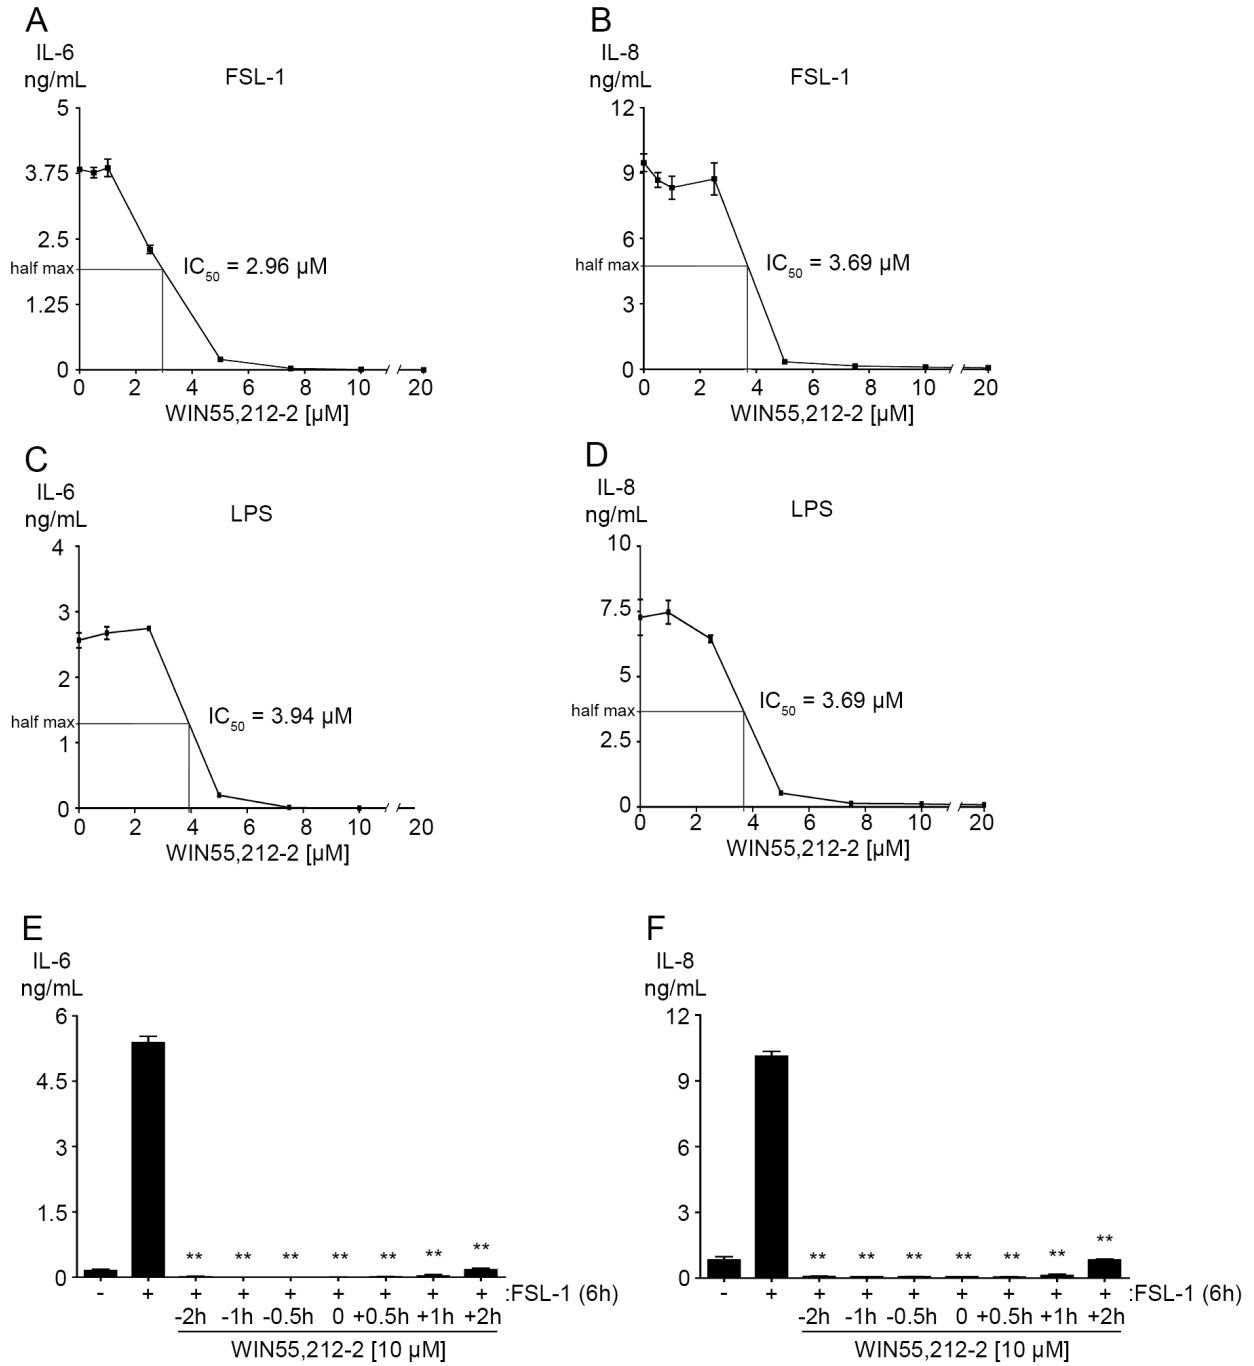 A
IL-6
ng/mL
FSL-1
5
3.75
2.5
half max
IC50 = 2.96 µM
1.25
0
0 2 4 6 8 10 20
WIN55,212-2 [µM]
B
IL-8
ng/mL
FSL-1
12
9
6
half max
IC50 = 3.69 µM
3
0
0 2 4 6 8 10 20
WIN55,212-2 [µM]
C
IL-6
ng/mL
LPS
4
3
2
half max
IC50 = 3.94 µM
1
0
0 2 4 6 8 10 20
WIN55,212-2 [µM]
D
IL-8
ng/mL
LPS
10
7.5
5
half max
IC50 = 3.69 µM
2.5
0
0 2 4 6 8 10 20
WIN55,212-2 [µM]
E
IL-6
ng/mL
6
4.5
3
1.5
** ** ** ** ** ** **
0
- + + + + + + + + :FSL-1 (6h)
-2h -1h -0.5h 0 +0.5h +1h +2h
WIN55,212-2 [10 µM]
F
IL-8
ng/mL
12
9
6
3
** ** ** ** ** ** **
0
- + + + + + + + + :FSL-1 (6h)
-2h -1h -0.5h 0 +0.5h +1h +2h
WIN55,212-2 [10 µM]